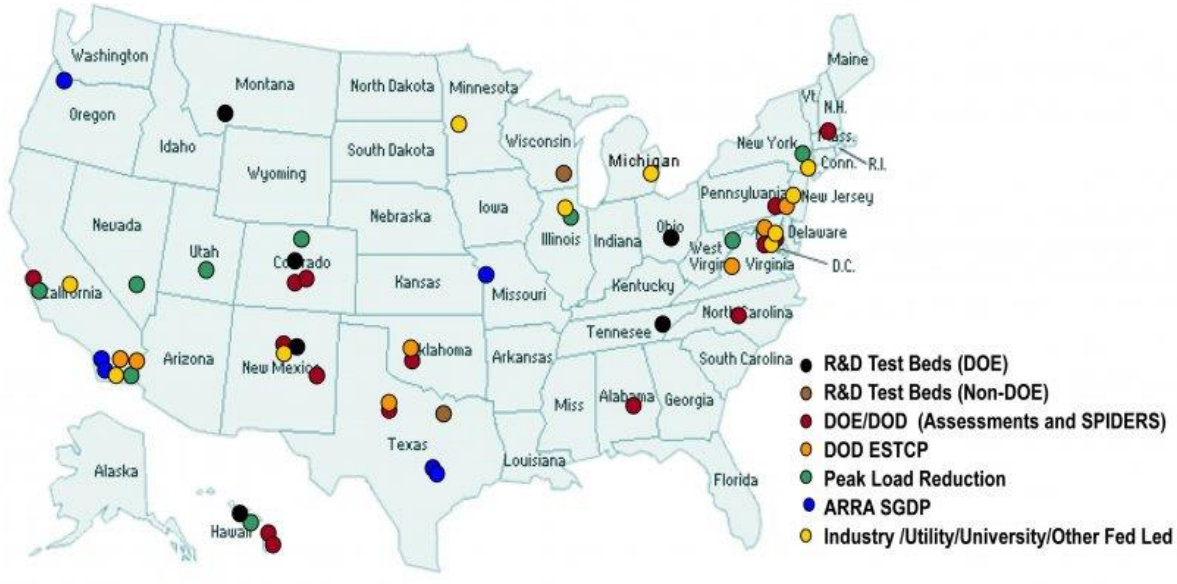 Washington
Maine
Montana
North Dakota
Minnesota
Vt.
N.H.
Oregon
Idaho
Wisconsin
New York
Mass.
South Dakota
Michigan
Conn.
R.I.
Wyoming
Pennsylvania
New Jersey
Iowa
Nebraska
Nevada
Ohio
Delaware
Utah
Illinois
Indiana
West
Virginia
Colorado
Virginia
D.C.
California
Kansas
Missouri
Kentucky
North Carolina
Tennesee
Oklahoma
Arkansas
Arizona
New Mexico
South Carolina
Miss
Alabama
Georgia
Texas
Louisiana
Florida
Alaska
Hawaii
R&D Test Beds (DOE)
R&D Test Beds (Non-DOE)
DOE/DOD (Assessments and SPIDERS)
DOD ESTCP
Peak Load Reduction
ARRA SGDP
Industry /Utility/University/Other Fed Led